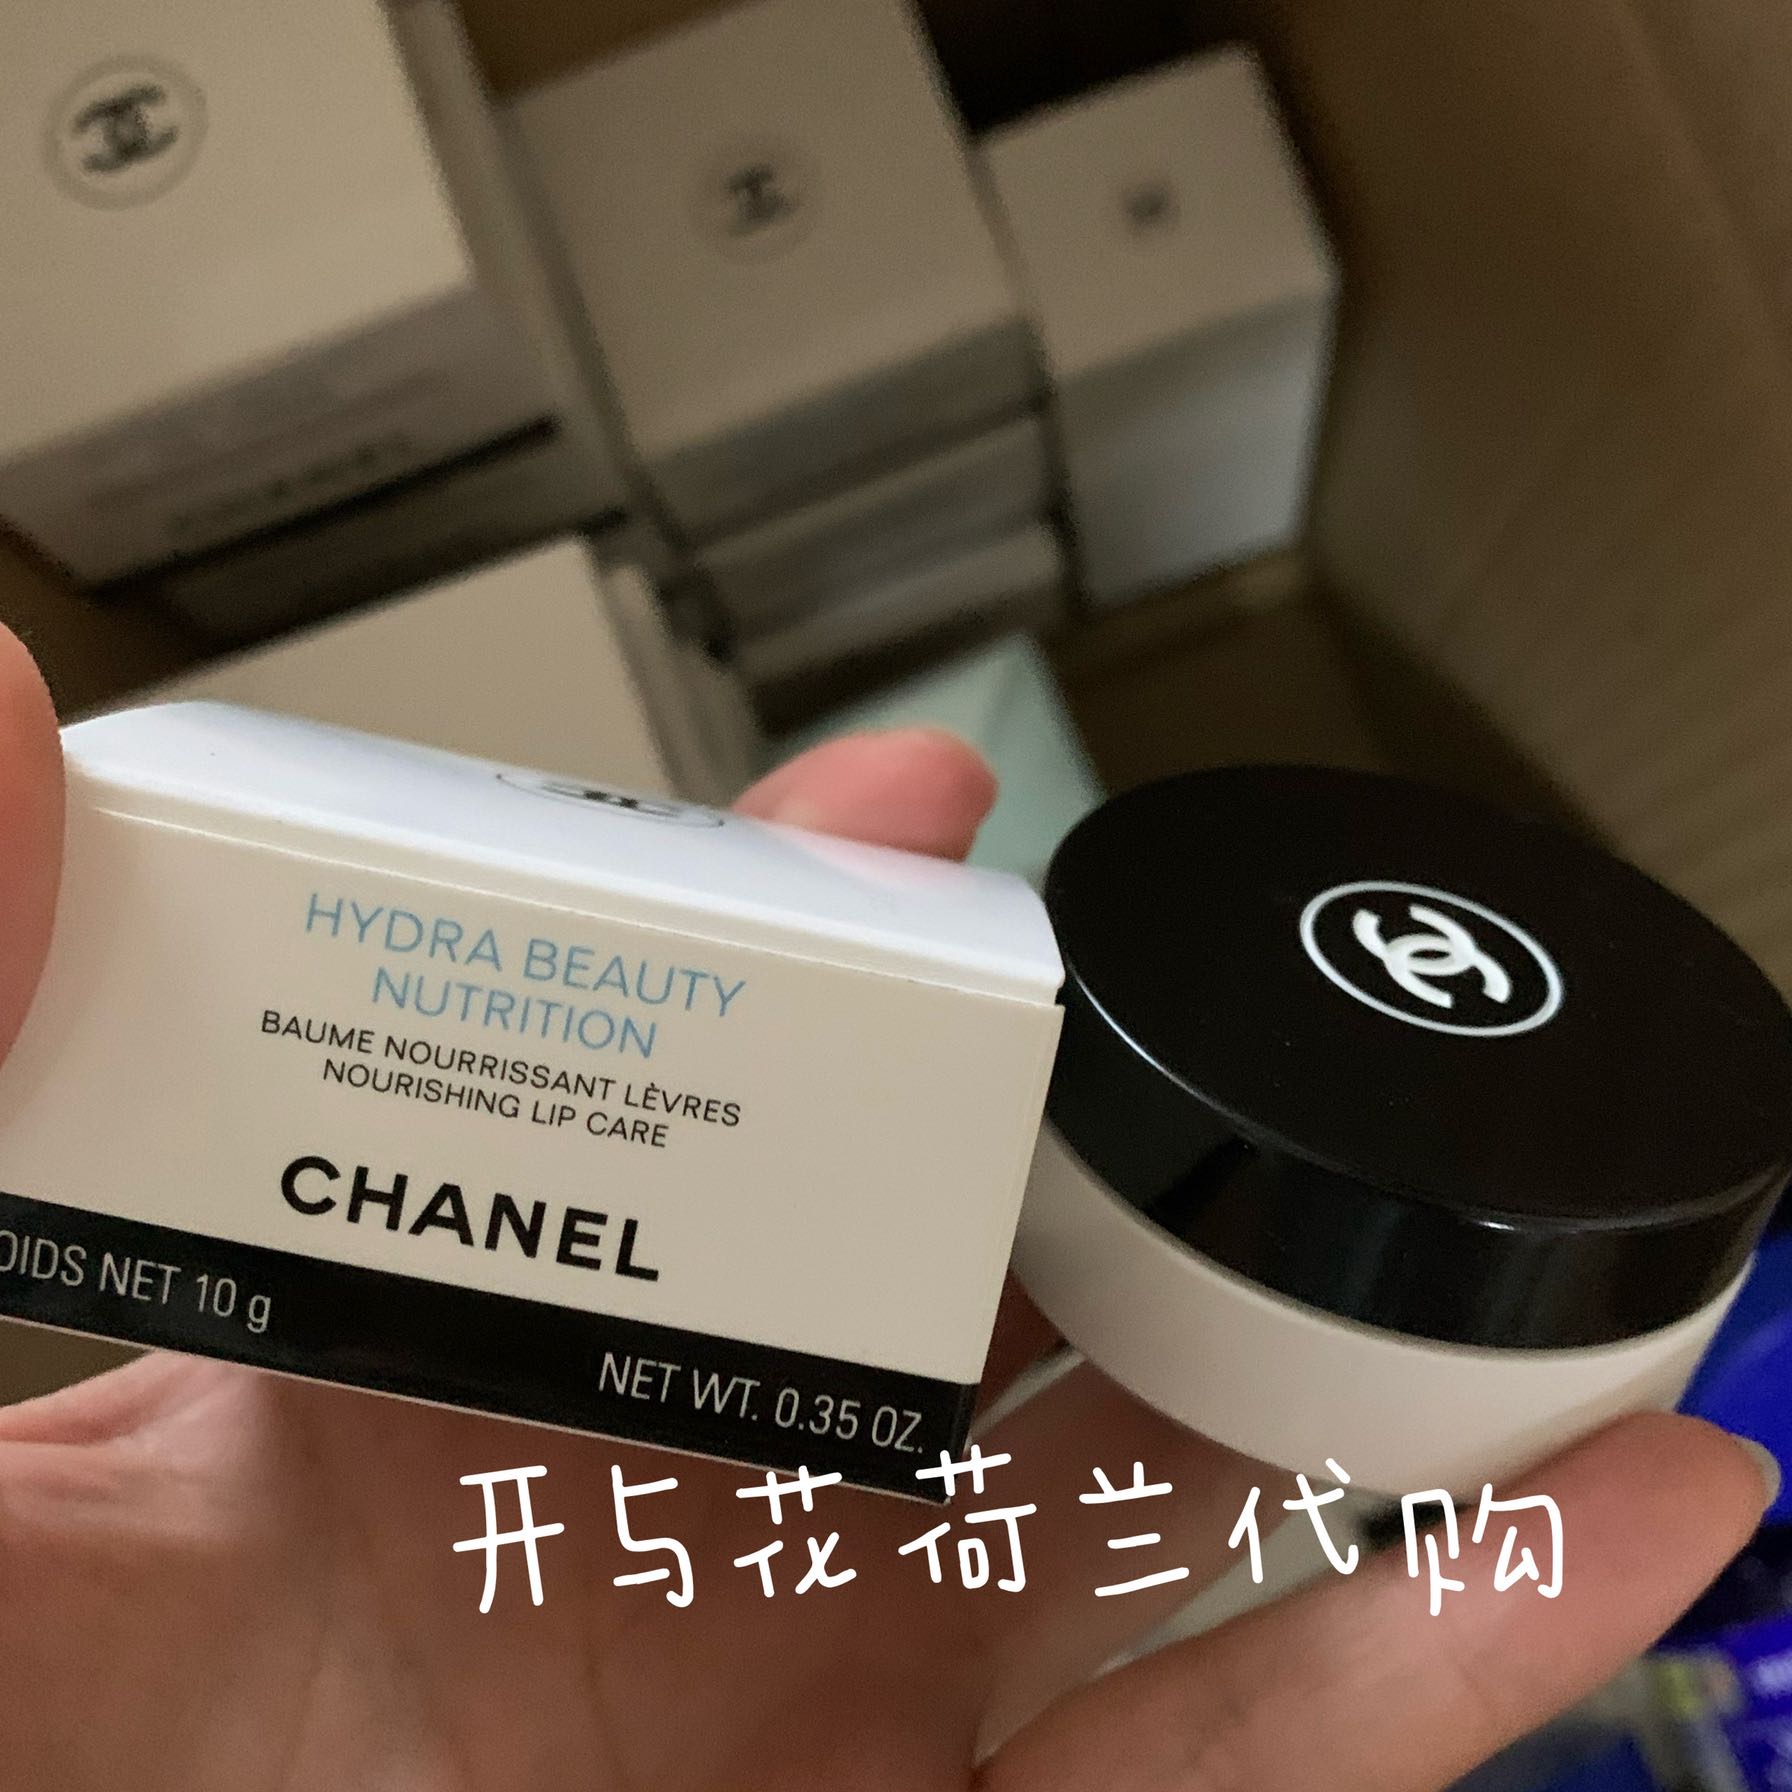 HYDRA BEAUTY
NUTRITION
BAUME NOURRISSANT LÈVRES
NOURISHING LIP CARE
CHANEL
OIDS NET 10 g
NET WT. 0.35 OZ.
开与花荷兰代购